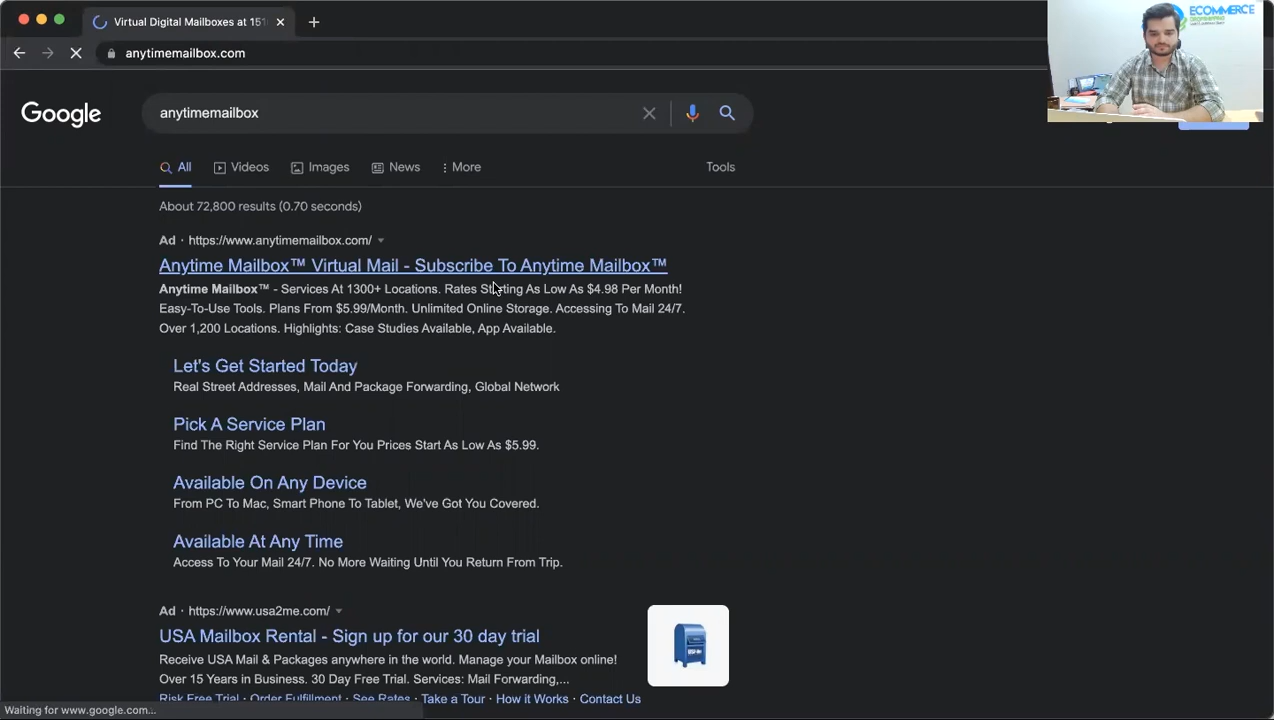 Virtual Digital Mailboxes at 151
anytimemailbox.com
ECOMMERCE
Google
anytimemailbox
All
Videos
Images
News
More
Tools
About 72,800 results (0.70 seconds)
Ad · https://www.anytimemailbox.com/
Anytime Mailbox™ Virtual Mail - Subscribe To Anytime Mailbox™
Anytime Mailbox™ - Services At 1300+ Locations. Rates Starting As Low As $4.98 Per Month!
Easy-To-Use Tools. Plans From $5.99/Month. Unlimited Online Storage. Accessing To Mail 24/7.
Over 1,200 Locations. Highlights: Case Studies Available, App Available.
Let's Get Started Today
Real Street Addresses, Mail And Package Forwarding, Global Network
Pick A Service Plan
Find The Right Service Plan For You Prices Start As Low As $5.99.
Available On Any Device
From PC To Mac, Smart Phone To Tablet, We've Got You Covered.
Available At Any Time
Access To Your Mail 24/7. No More Waiting Until You Return From Trip.
Ad · https://www.usa2me.com/
USA Mailbox Rental - Sign up for our 30 day trial
Receive USA Mail & Packages anywhere in the world. Manage your Mailbox online!
Over 15 Years in Business. 30 Day Free Trial. Services: Mail Forwarding,...
Risk Free Trial · Order Fulfillment · See Rates · Take a Tour · How it Works · Contact Us
Waiting for www.google.com...